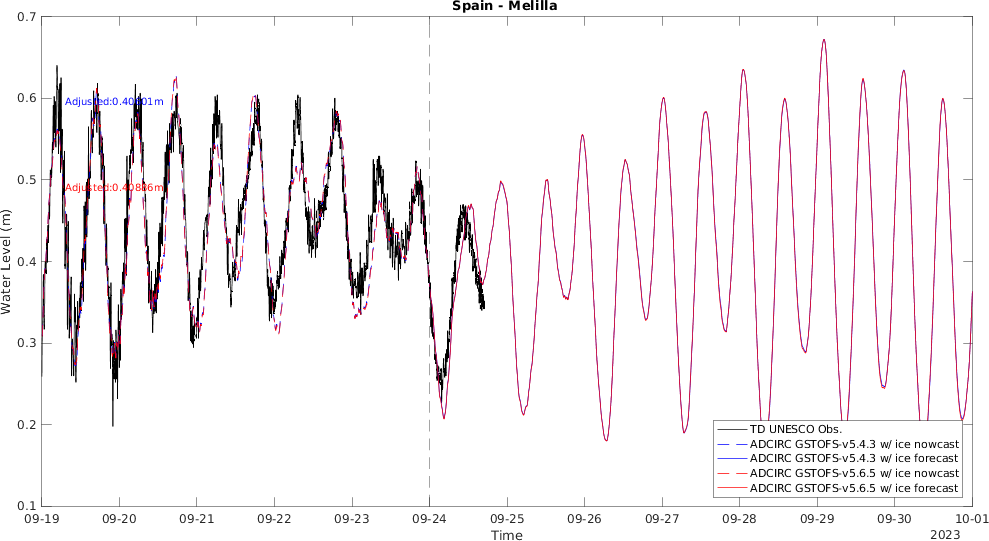 Spain - Melilla
0.7
0.6
0.5
0.4
0.3
0.2
0.1
Water Level (m)
Adjusted:0.40601m
Adjusted:0.40886m
TD UNESCO Obs.
ADCIRC GSTOFS-v5.4.3 w/ ice nowcast
ADCIRC GSTOFS-v5.4.3 w/ ice forecast
ADCIRC GSTOFS-v5.6.5 w/ ice nowcast
ADCIRC GSTOFS-v5.6.5 w/ ice forecast
09-19 09-20 09-21 09-22 09-23 09-24 09-25 09-26 09-27 09-28 09-29 09-30 10-01
Time
2023